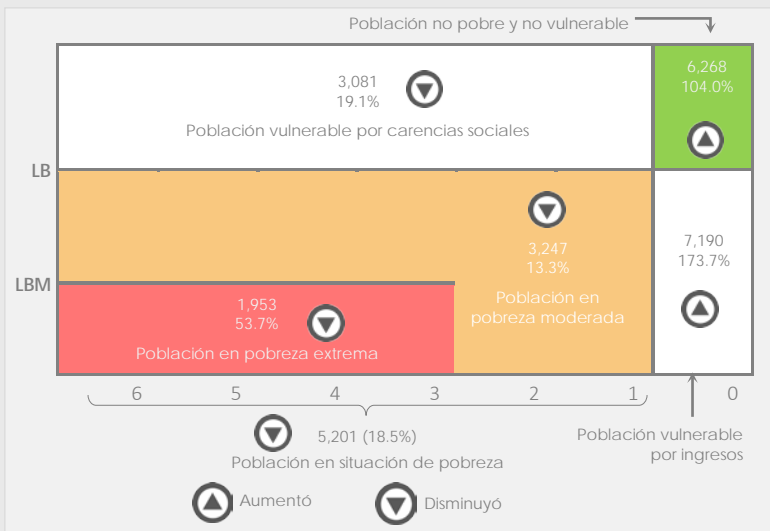 Población no pobre y no vulnerable
6,268
104.0%
3,081
19.1%
Población vulnerable por carencias sociales
LB
3,247
13.3%
Población en
pobreza moderada
7,190
173.7%
LBM
1,953
53.7%
Población en pobreza extrema
6 5 4 3 2 1 0
5,201 (18.5%)
Población en situación de pobreza
Población vulnerable
por ingresos
Aumentó
Disminuyó